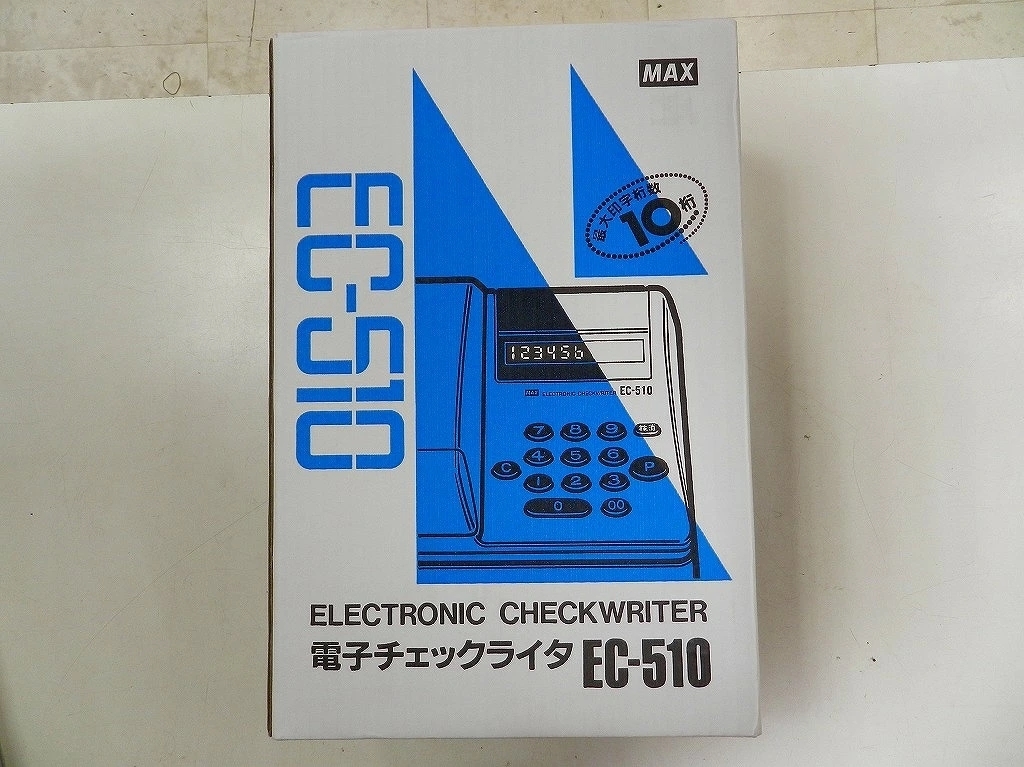 MAX
最大印字桁数
10桁
EC-510
123456
MAX ELECTRONIC CHECKWRITER EC-510
7 8 9 抹消
4 5 6
C P
1 2 3
0 00
ELECTRONIC CHECKWRITER
電子チェックライタ EC-510